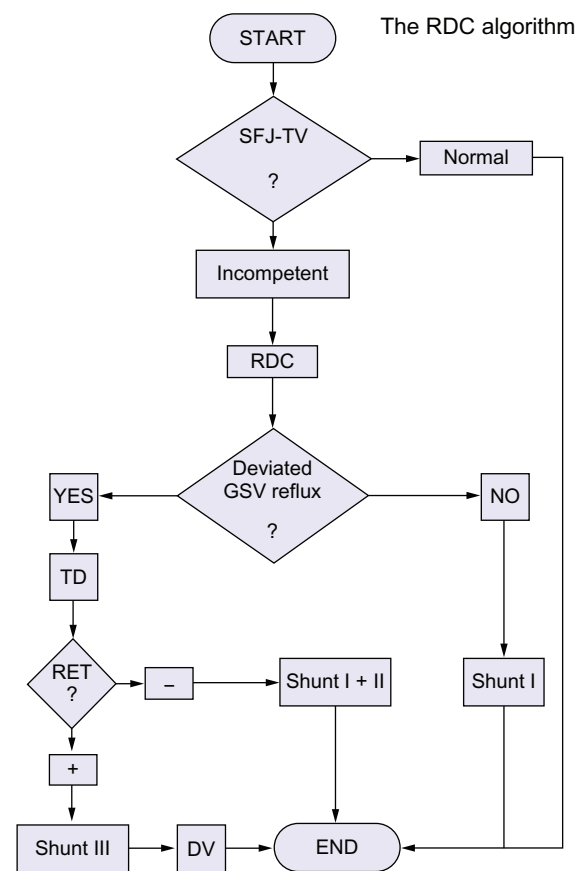 The RDC algorithm
START
SFJ-TV
?
Normal
Incompetent
RDC
Deviated
GSV reflux
?
YES
NO
TD
RET
?
–
Shunt I + II
Shunt I
+
Shunt III
DV
END